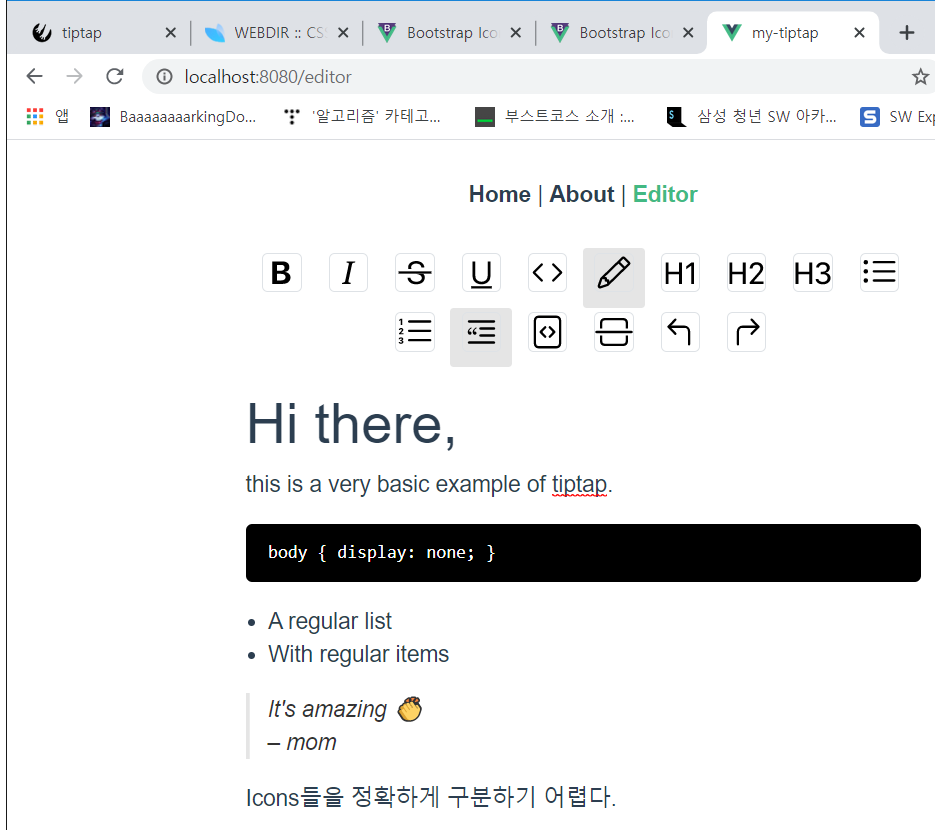 tiptap
WEBDIR :: CS
Bootstrap Ico
Bootstrap Ico
my-tiptap
localhost:8080/editor
앱
BaaaaaaaarkingDo...
'알고리즘' 카테고...
부스트코스 소개 :...
삼성 청년 SW 아카...
SW Exp
Home | About | Editor
B I S U <> H1 H2 H3
1
2
3
Hi there,
this is a very basic example of tiptap.
body { display: none; }
• A regular list
• With regular items
It's amazing 👏
– mom
Icons들을 정확하게 구분하기 어렵다.